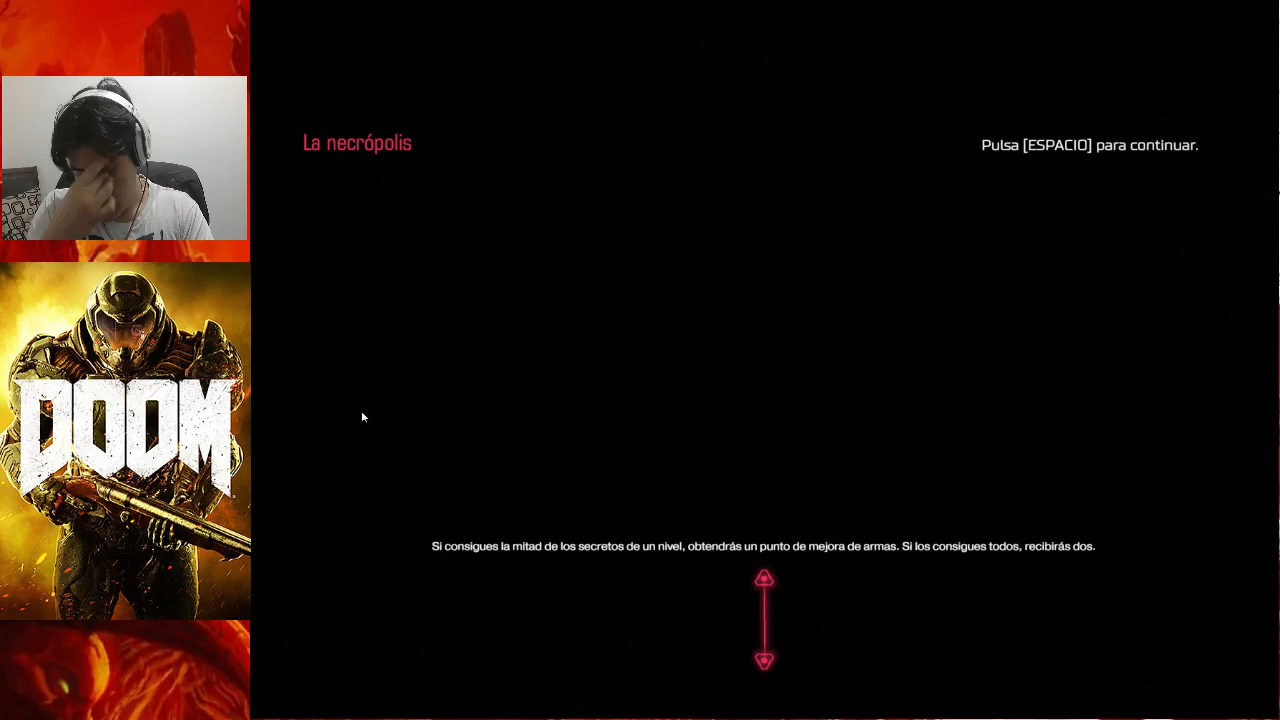 La necrópolis
Pulsa [ESPACIO] para continuar.
DOOM
Si consigues la mitad de los secretos de un nivel, obtendrás un punto de mejora de armas. Si los consigues todos, recibirás dos.